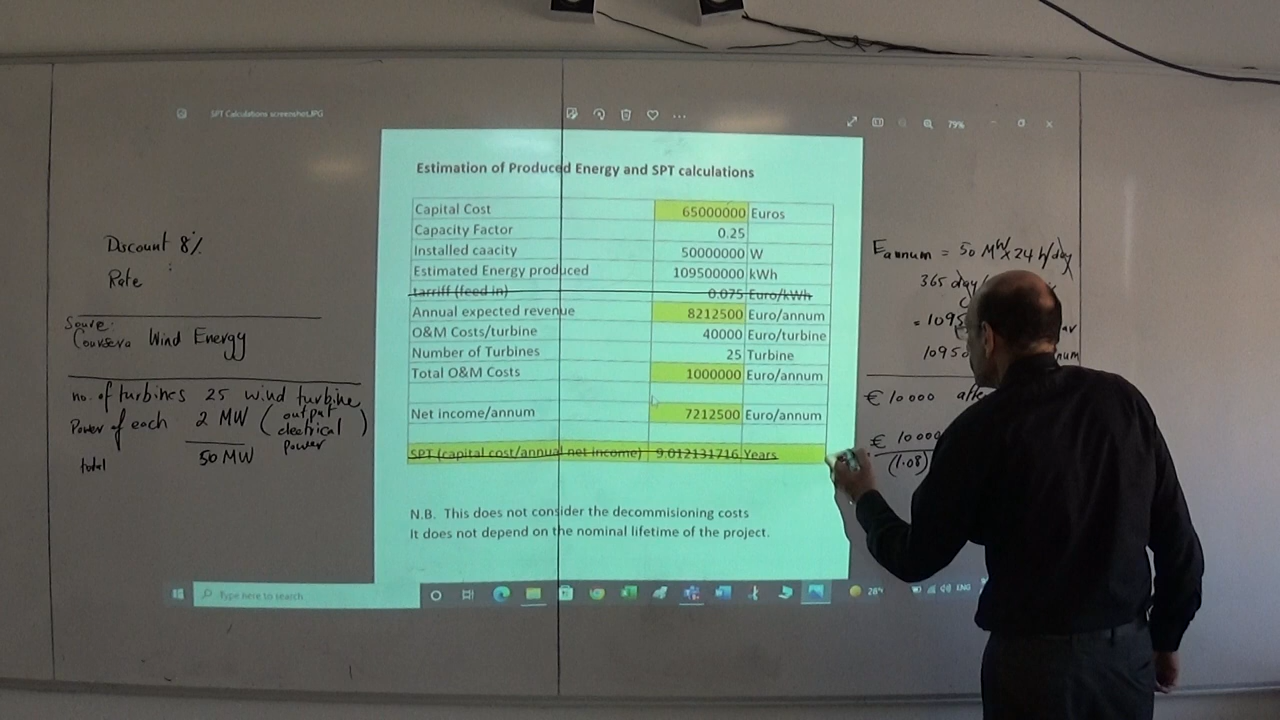 SPT Calculations screenshot.JPG
79%
Estimation of Produced Energy and SPT calculations
Capital Cost 65000000 Euros
Capacity Factor 0.25
Installed caacity 50000000 W
Estimated Energy produced 109500000 kWh
tarriff (feed in) 0.075 Euro/kWh
Annual expected revenue 8212500 Euro/annum
O&M Costs/turbine 40000 Euro/turbine
Number of Turbines 25 Turbine
Total O&M Costs 1000000 Euro/annum
Net income/annum 7212500 Euro/annum
SPT (capital cost/annual net income) 9.012131716 Years
N.B. This does not consider the decommisioning costs
It does not depend on the nominal lifetime of the project.
Type here to search
28°
ENG
Discount 8%
Rate
Coursera Wind Energy
no. of turbines 25 wind turbine
Power of each 2 MW (output electrical power)
total 50 MW
E annum = 50 MW x 24 h/day
365 day/
= 1095
1095
€ 10000
€ 10000
(1.08)